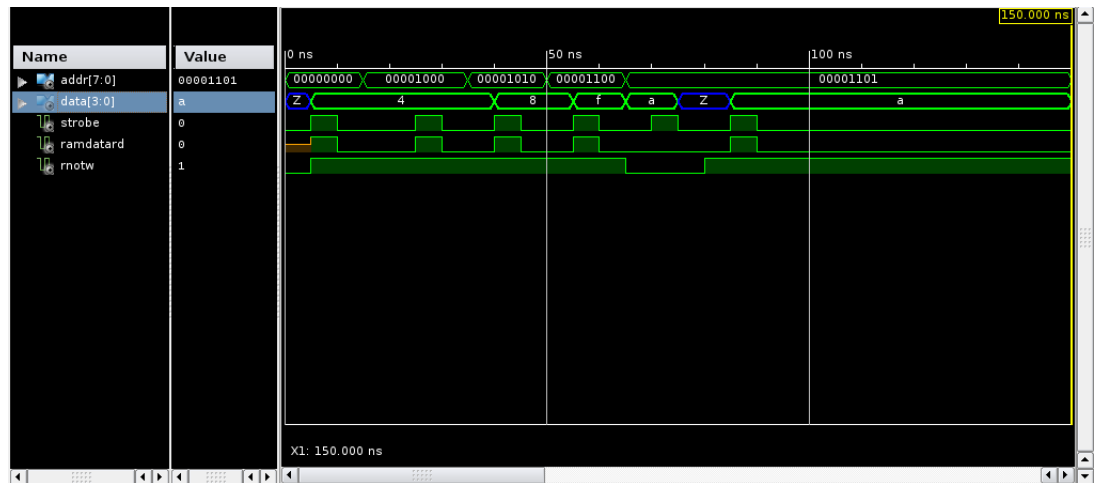 150.000 ns
Name Value
0 ns 50 ns 100 ns
addr[7:0] 00001101 00000000 00001000 00001010 00001100 00001101
data[3:0] a Z 4 8 f a Z a
strobe 0
ramdatard 0
rnotw 1
X1: 150.000 ns